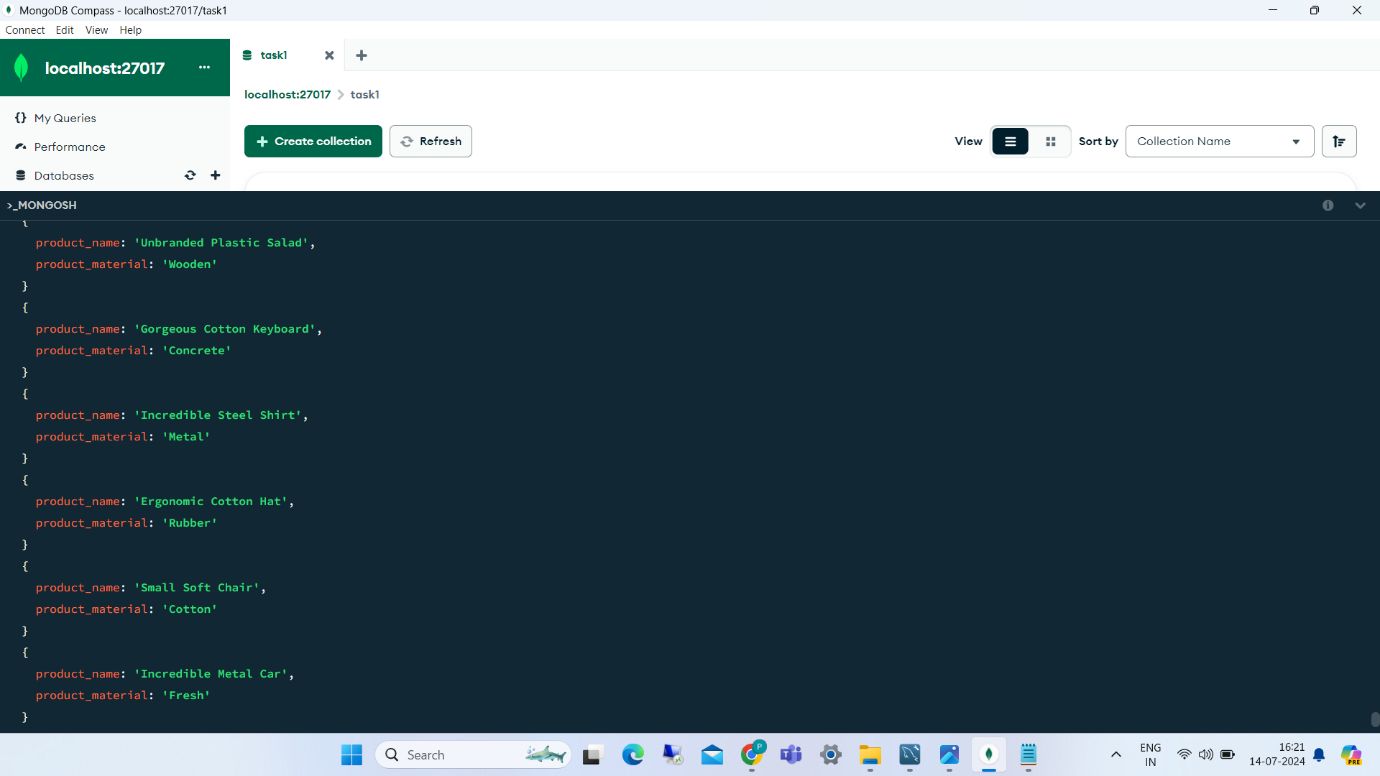 MongoDB Compass - localhost:27017/task1
Connect Edit View Help
localhost:27017 ...
task1
localhost:27017 > task1
{} My Queries
Performance
Databases
+ Create collection
Refresh
View
Sort by
Collection Name
>_MONGOSH
{
product_name: 'Unbranded Plastic Salad',
product_material: 'Wooden'
}
{
product_name: 'Gorgeous Cotton Keyboard',
product_material: 'Concrete'
}
{
product_name: 'Incredible Steel Shirt',
product_material: 'Metal'
}
{
product_name: 'Ergonomic Cotton Hat',
product_material: 'Rubber'
}
{
product_name: 'Small Soft Chair',
product_material: 'Cotton'
}
{
product_name: 'Incredible Metal Car',
product_material: 'Fresh'
}
Search
P
ENG
IN
16:21
14-07-2024
PRE